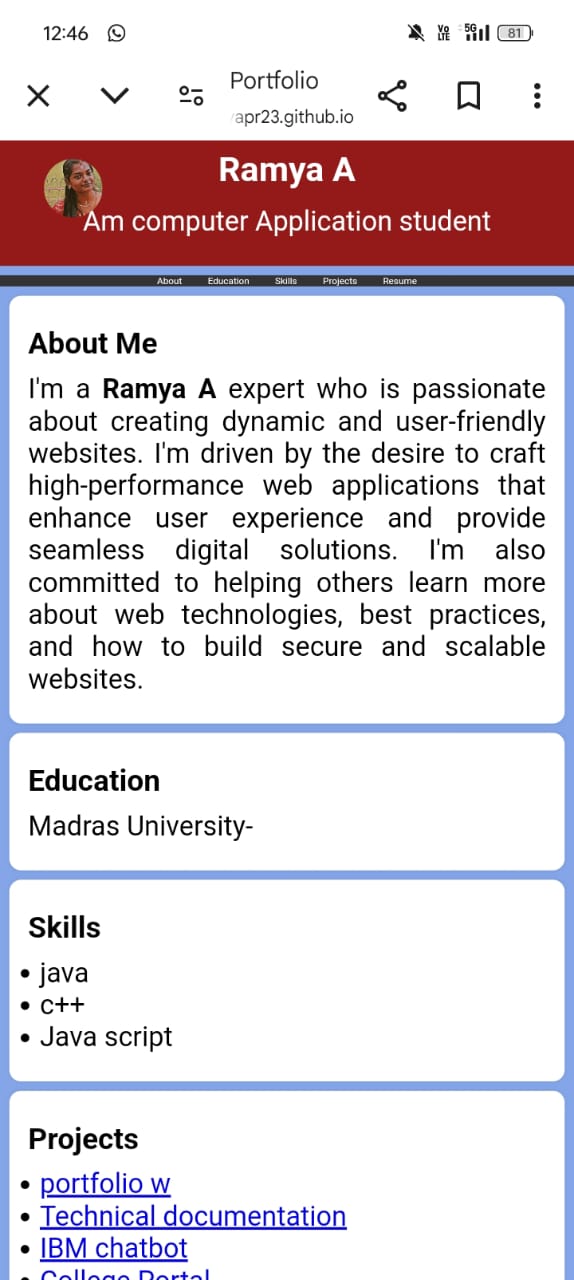 12:46
Vo
LTE
5G
81
Portfolio
apr23.github.io
Ramya A
Am computer Application student
About Education Skills Projects Resume
About Me
I'm a Ramya A expert who is passionate
about creating dynamic and user-friendly
websites. I'm driven by the desire to craft
high-performance web applications that
enhance user experience and provide
seamless digital solutions. I'm also
committed to helping others learn more
about web technologies, best practices,
and how to build secure and scalable
websites.
Education
Madras University-
Skills
• java
• c++
• Java script
Projects
• portfolio w
• Technical documentation
• IBM chatbot
• College Portal